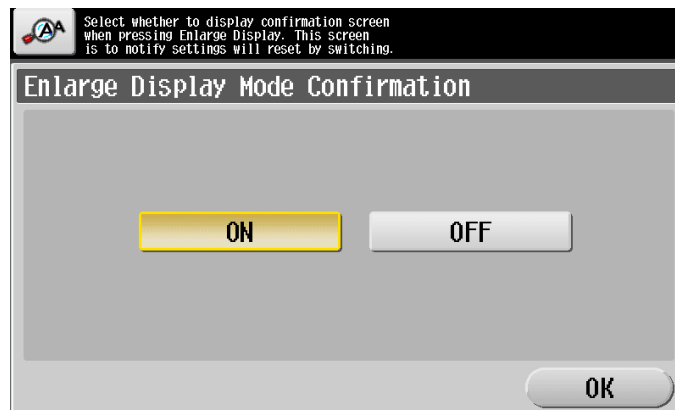 Select whether to display confirmation screen
when pressing Enlarge Display. This screen
is to notify settings will reset by switching.
Enlarge Display Mode Confirmation
ON OFF
OK